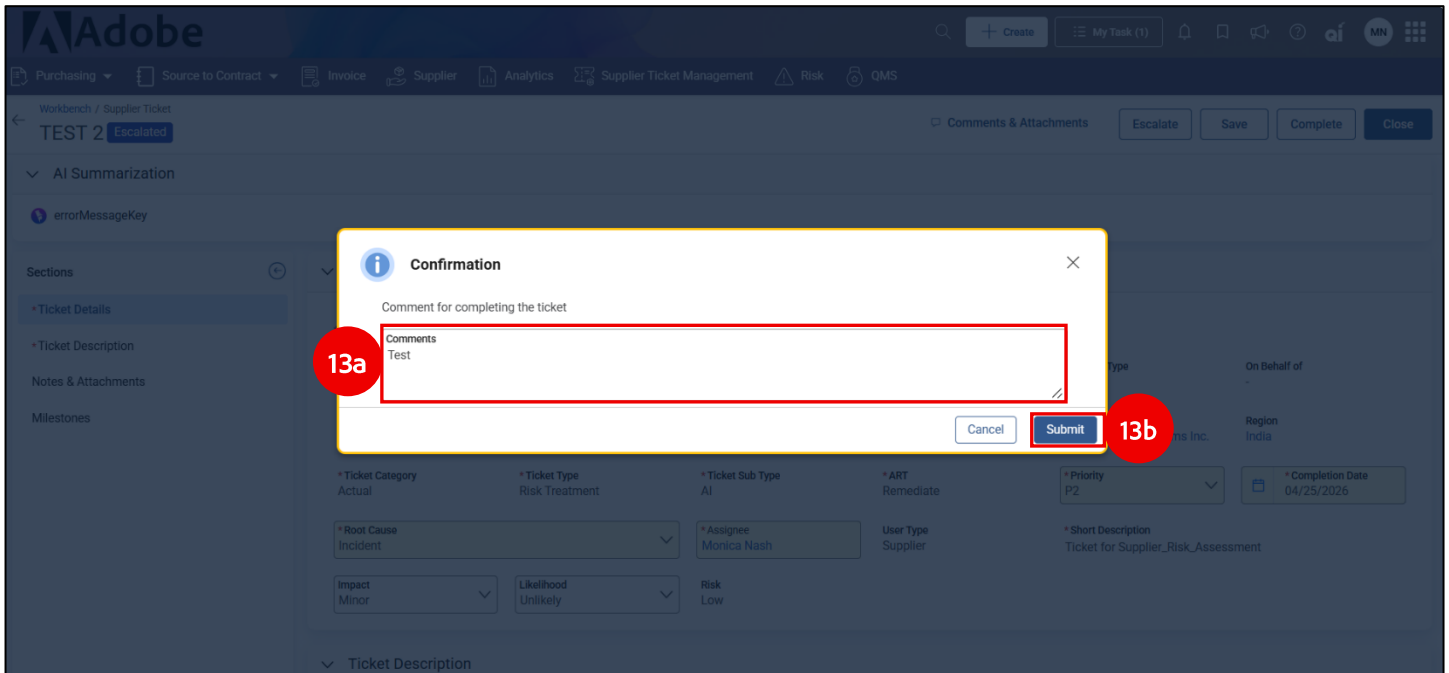 Adobe
Create
My Task (1)
MN
Purchasing
Source to Contract
Invoice
Supplier
Analytics
Supplier Ticket Management
Risk
QMS
Workbench / Supplier Ticket
TEST 2 Escalated
Comments & Attachments
Escalate
Save
Complete
Close
AI Summarization
errorMessageKey
Sections
*Ticket Details
*Ticket Description
Notes & Attachments
Milestones
Confirmation
Comment for completing the ticket
13a
Comments
Test
Cancel
Submit
13b
Type
On Behalf of
-
ns Inc.
Region
India
*Ticket Category
Actual
*Ticket Type
Risk Treatment
*Ticket Sub Type
AI
*ART
Remediate
*Priority
P2
*Completion Date
04/25/2026
*Root Cause
Incident
*Assignee
Monica Nash
User Type
Supplier
*Short Description
Ticket for Supplier_Risk_Assessment
Impact
Minor
Likelihood
Unlikely
Risk
Low
Ticket Description